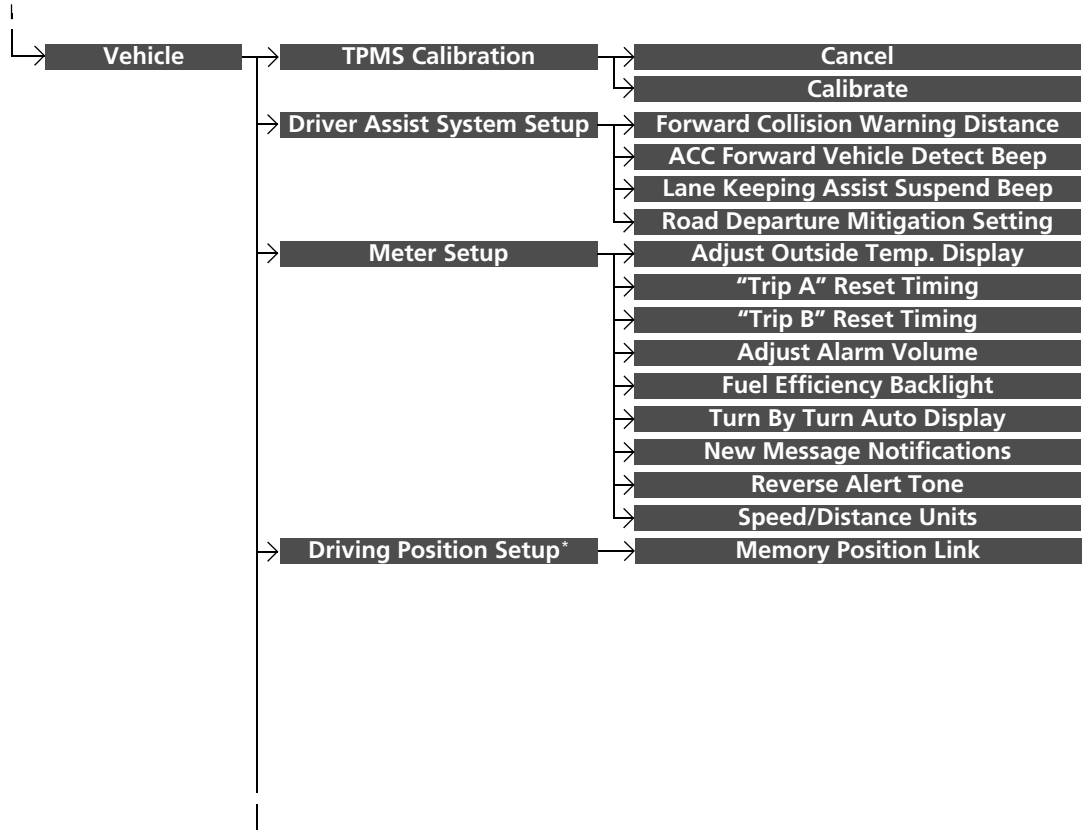 Vehicle
TPMS Calibration
Cancel
Calibrate
Driver Assist System Setup
Forward Collision Warning Distance
ACC Forward Vehicle Detect Beep
Lane Keeping Assist Suspend Beep
Road Departure Mitigation Setting
Meter Setup
Adjust Outside Temp. Display
“Trip A” Reset Timing
“Trip B” Reset Timing
Adjust Alarm Volume
Fuel Efficiency Backlight
Turn By Turn Auto Display
New Message Notifications
Reverse Alert Tone
Speed/Distance Units
Driving Position Setup*
Memory Position Link